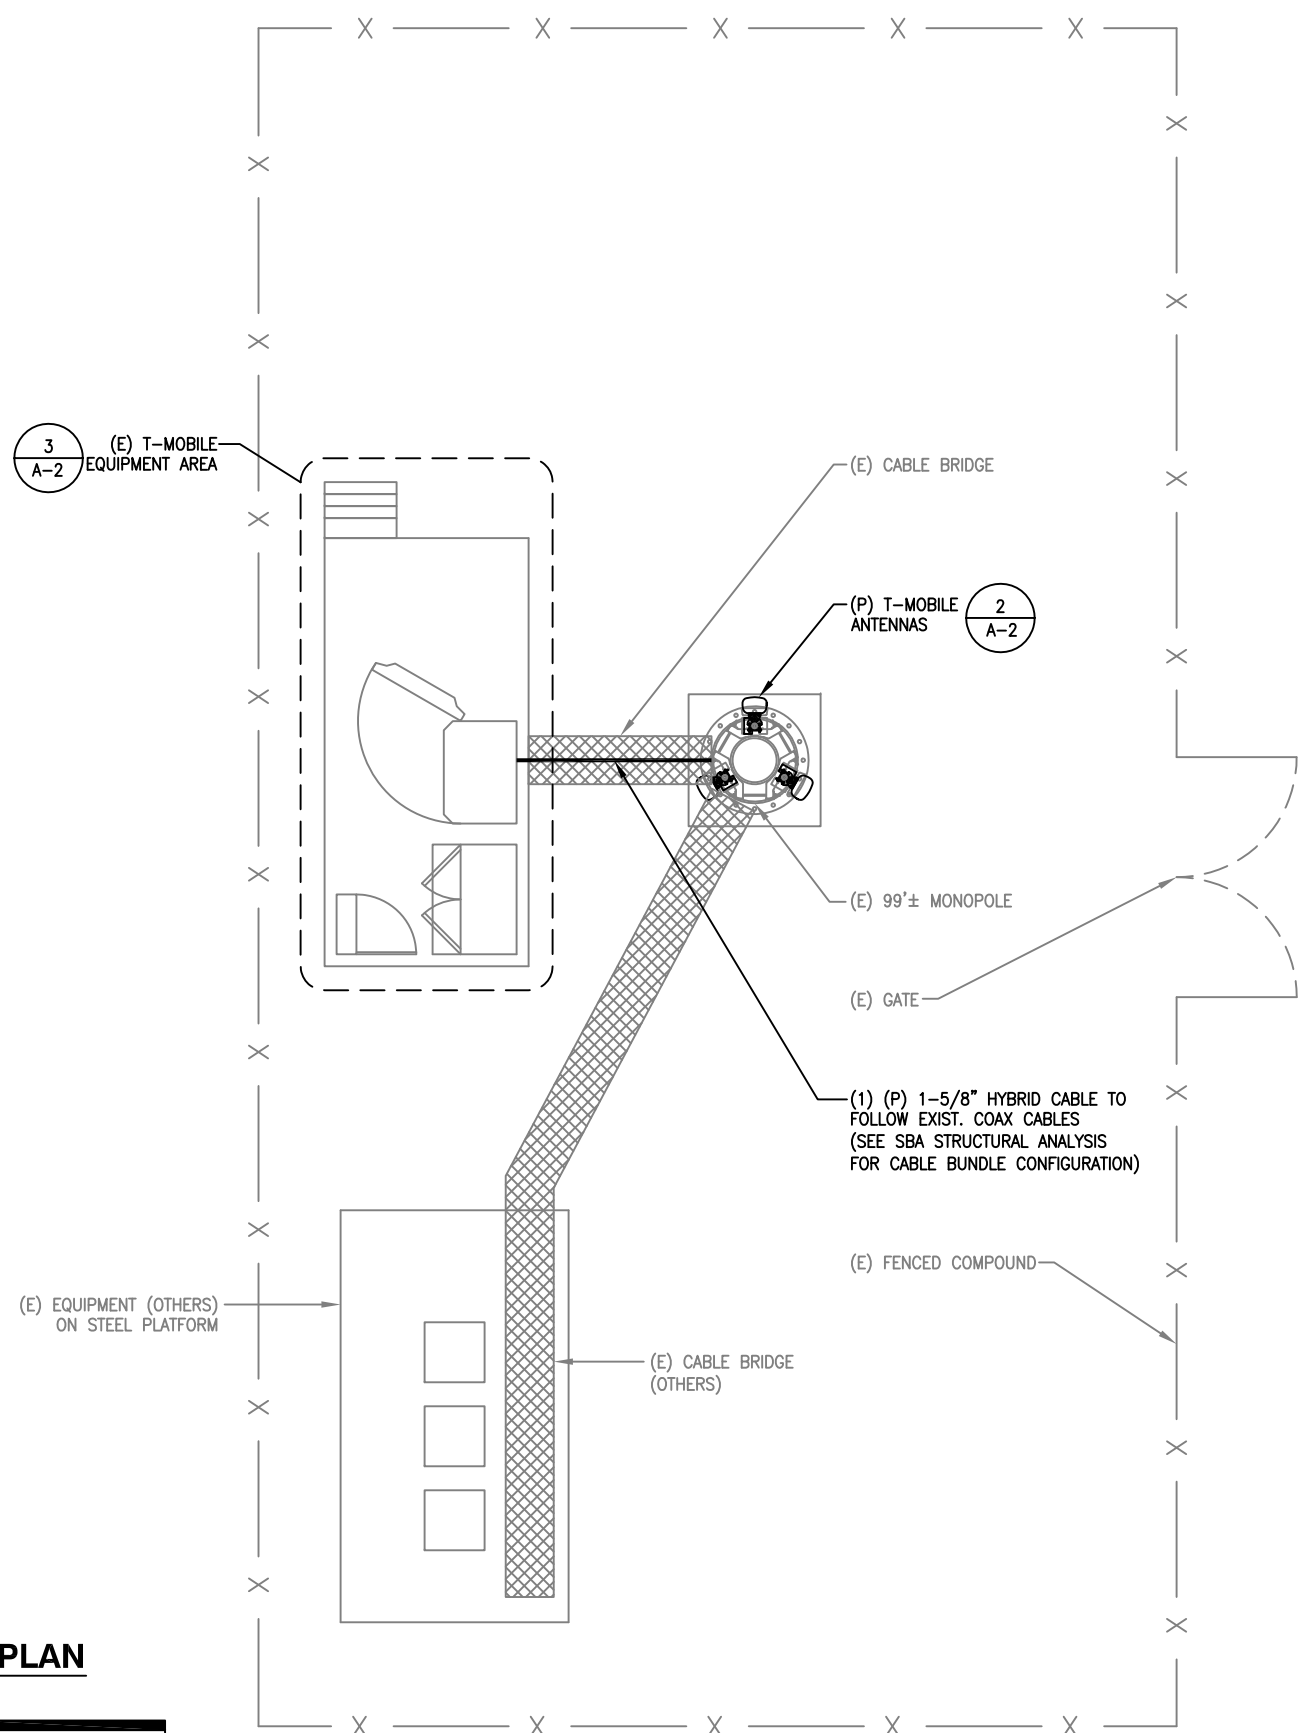 3
A-2
(E) T-MOBILE
EQUIPMENT AREA
(E) CABLE BRIDGE
(P) T-MOBILE
ANTENNAS
2
A-2
(E) 99'± MONOPOLE
(E) GATE
(1) (P) 1-5/8" HYBRID CABLE TO
FOLLOW EXIST. COAX CABLES
(SEE SBA STRUCTURAL ANALYSIS
FOR CABLE BUNDLE CONFIGURATION)
(E) FENCED COMPOUND
(E) EQUIPMENT (OTHERS)
ON STEEL PLATFORM
(E) CABLE BRIDGE
(OTHERS)
PLAN